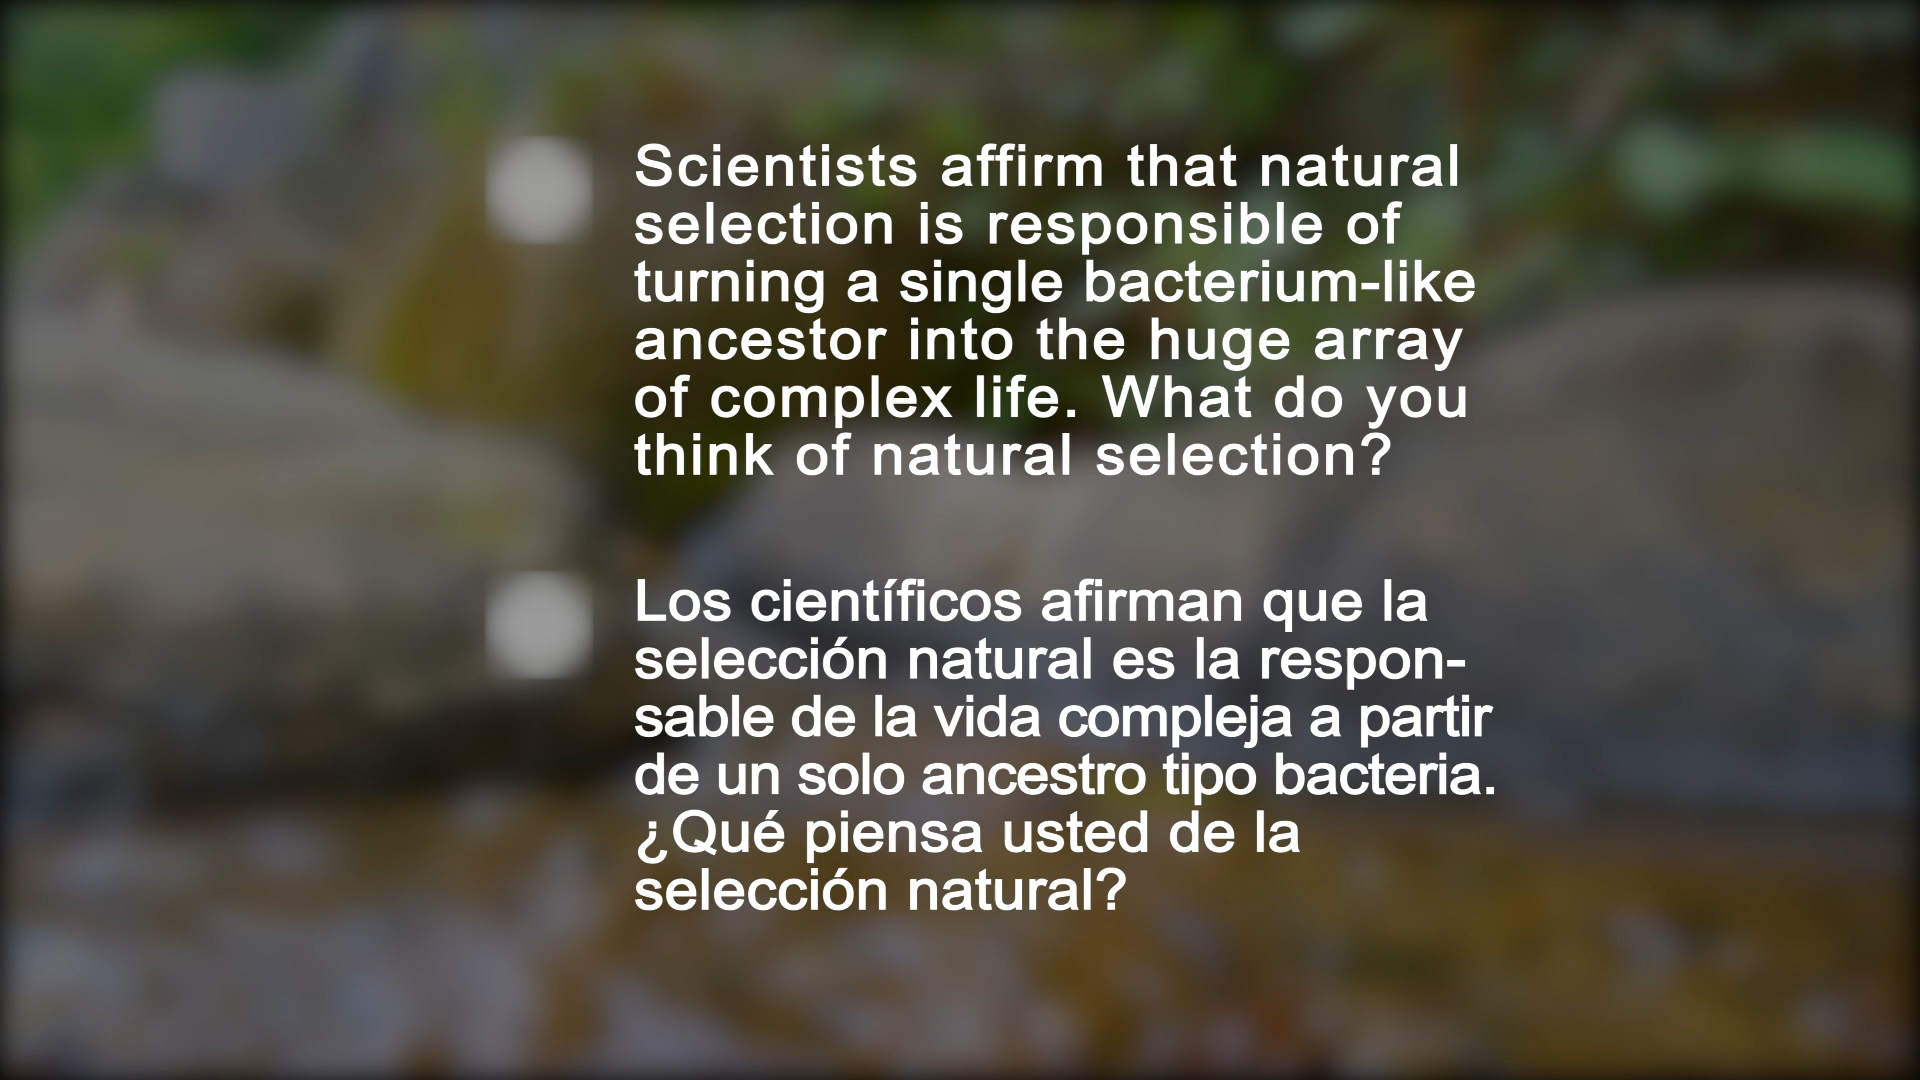 Scientists affirm that natural
selection is responsible of
turning a single bacterium-like
ancestor into the huge array
of complex life. What do you
think of natural selection?
Los científicos afirman que la
selección natural es la respon-
sable de la vida compleja a partir
de un solo ancestro tipo bacteria.
¿Qué piensa usted de la
selección natural?